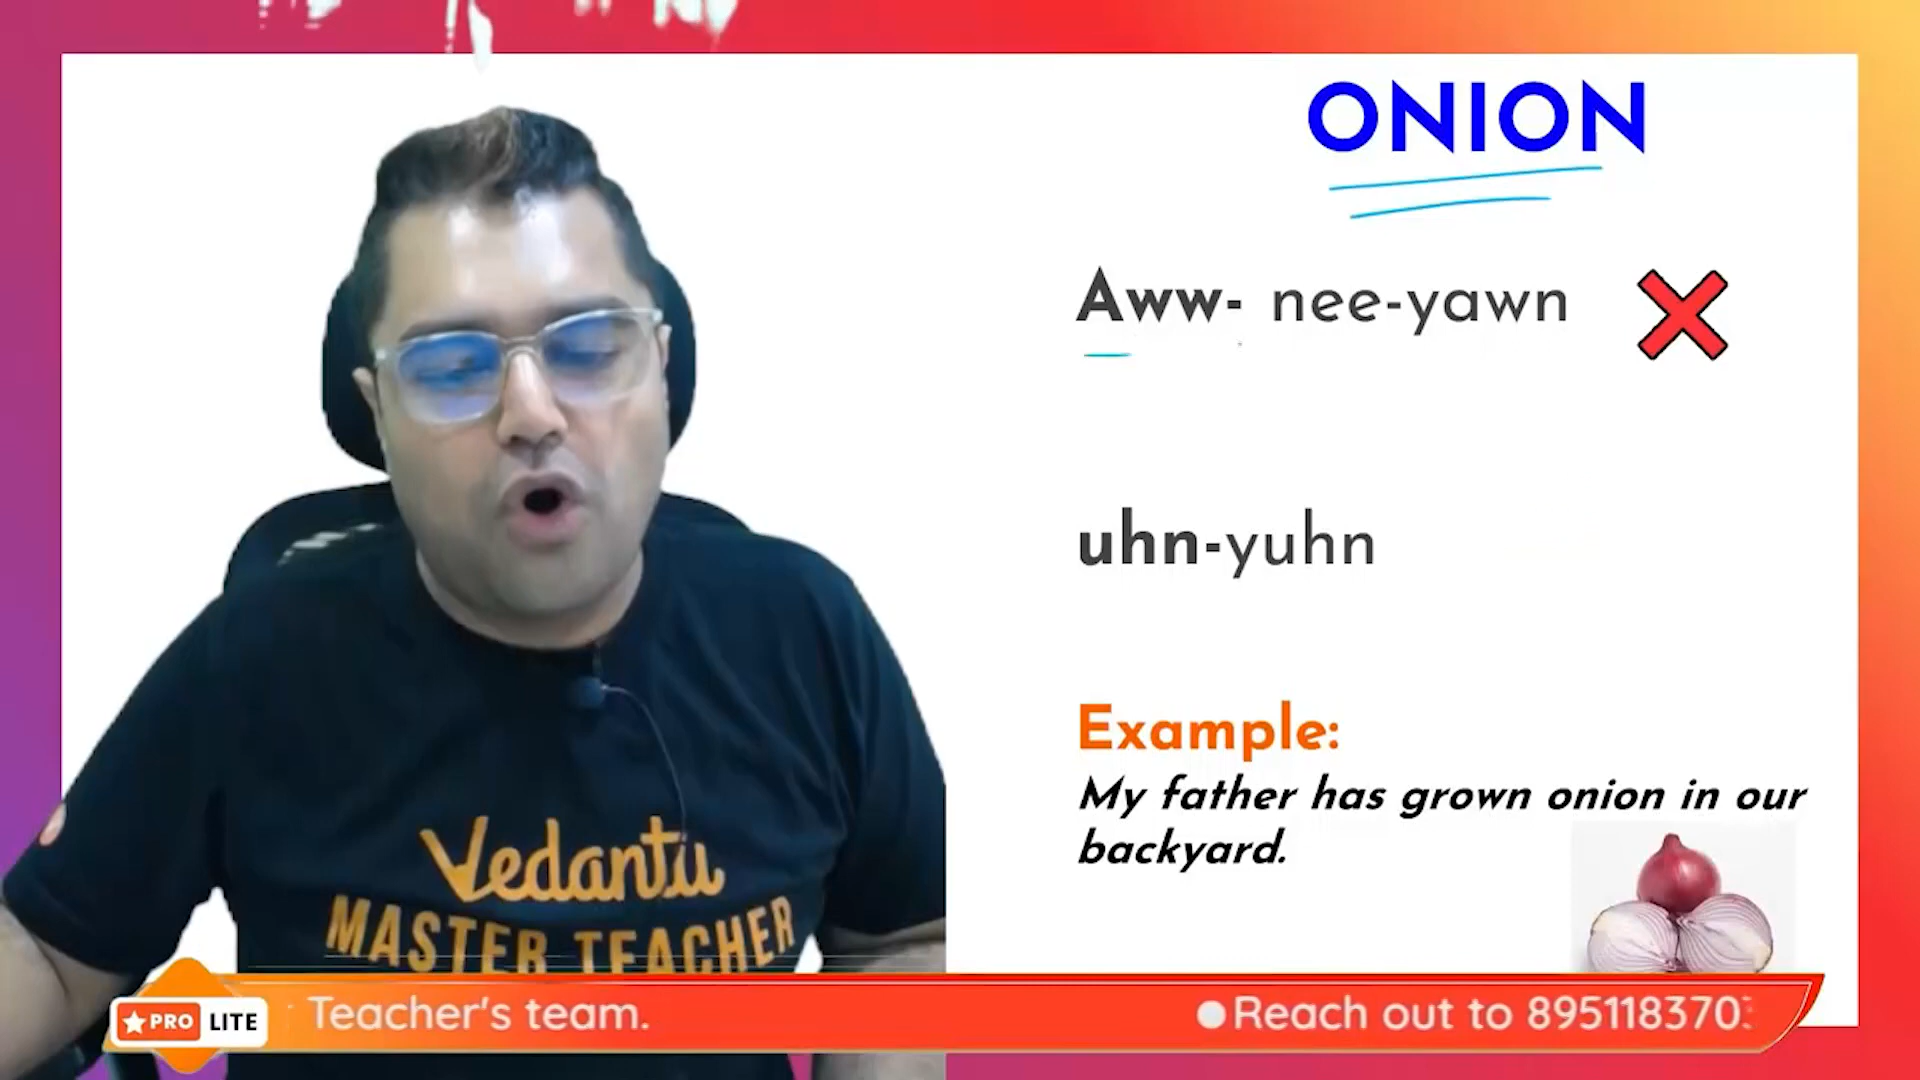 ONION
Aww- nee-yawn
uhn-yuhn
Example:
My father has grown onion in our
backyard.
Vedantu
MASTER TEACHER
PRO LITE
Teacher's team.
Reach out to 895118370